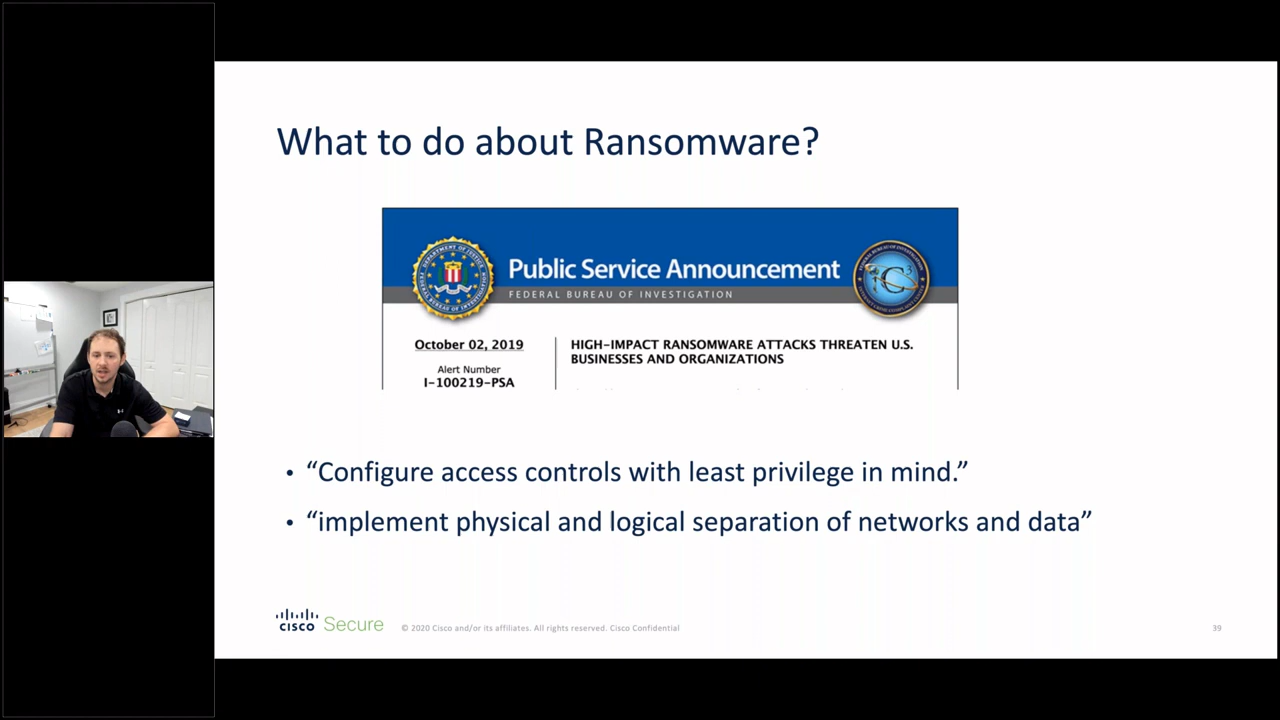 What to do about Ransomware?
Public Service Announcement
FEDERAL BUREAU OF INVESTIGATION
October 02, 2019
Alert Number
I-100219-PSA
HIGH-IMPACT RANSOMWARE ATTACKS THREATEN U.S.
BUSINESSES AND ORGANIZATIONS
• “Configure access controls with least privilege in mind.”
• “implement physical and logical separation of networks and data”
CISCO Secure
© 2020 Cisco and/or its affiliates. All rights reserved. Cisco Confidential
39